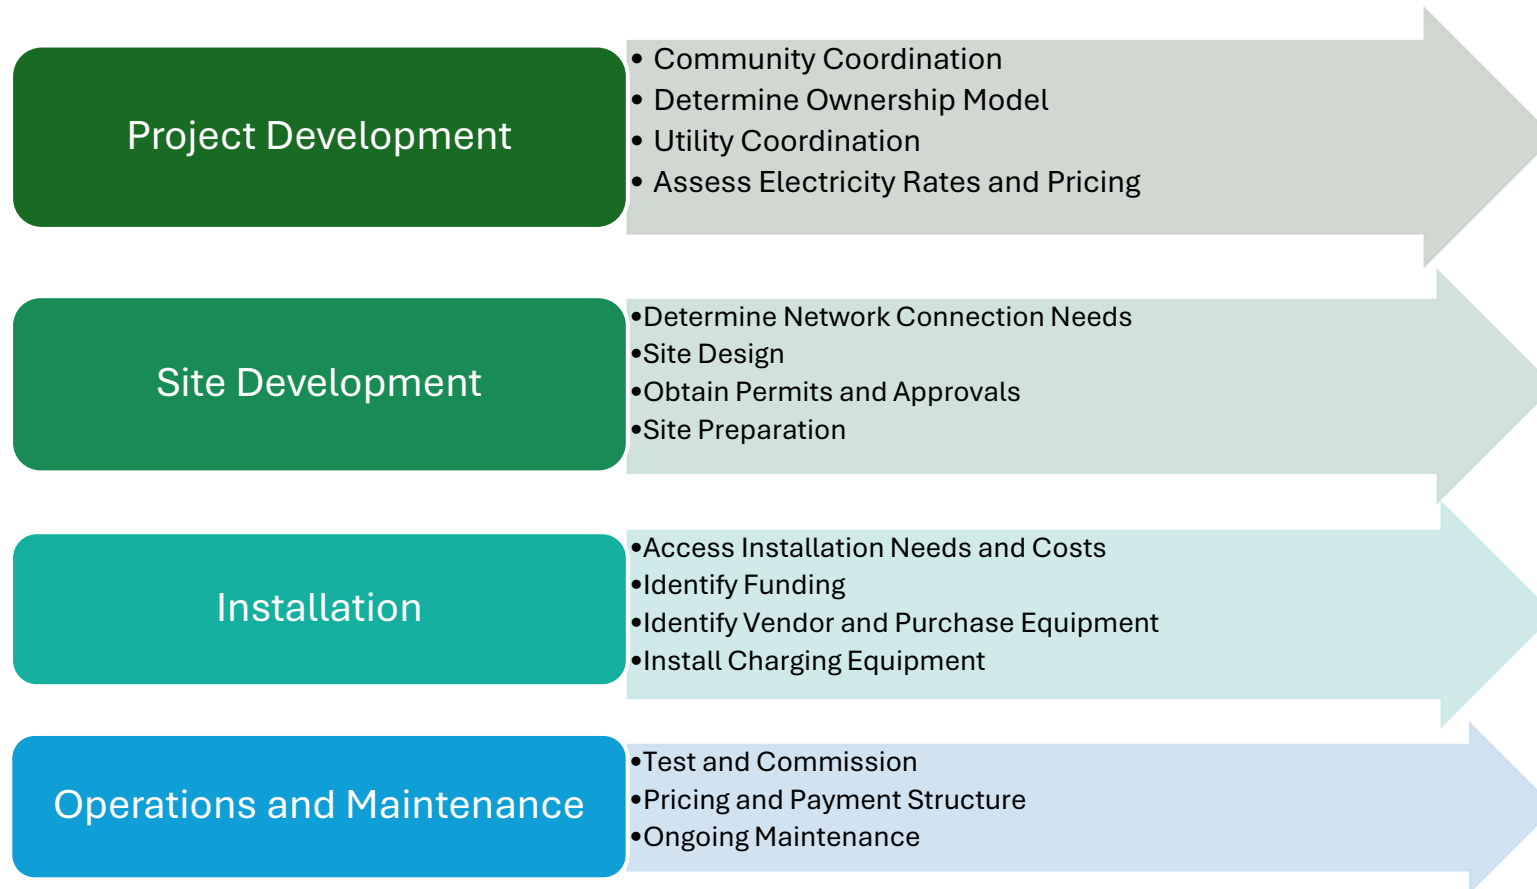 Project Development
• Community Coordination
• Determine Ownership Model
• Utility Coordination
• Assess Electricity Rates and Pricing
Site Development
•Determine Network Connection Needs
•Site Design
•Obtain Permits and Approvals
•Site Preparation
Installation
•Access Installation Needs and Costs
•Identify Funding
•Identify Vendor and Purchase Equipment
•Install Charging Equipment
Operations and Maintenance
•Test and Commission
•Pricing and Payment Structure
•Ongoing Maintenance